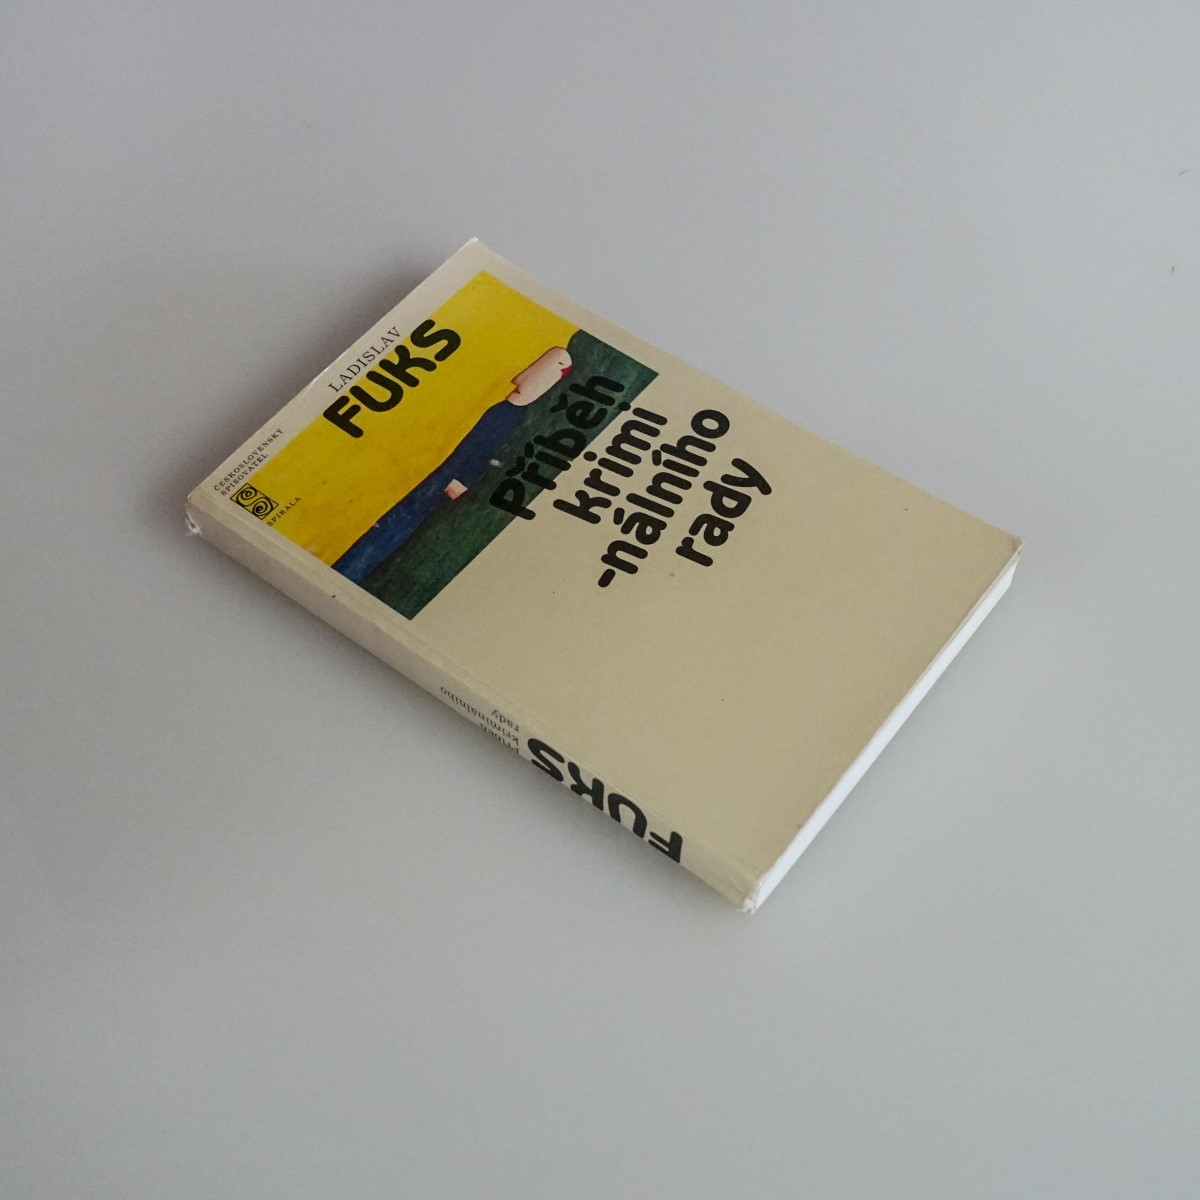 LADISLAV
FUKS
ČESKOSLOVENSKÝ
SPISOVATEL
SPIRÁLA
Příběh
krimi
-nálního
rady
FUKS
Příběh
kriminálního
rady